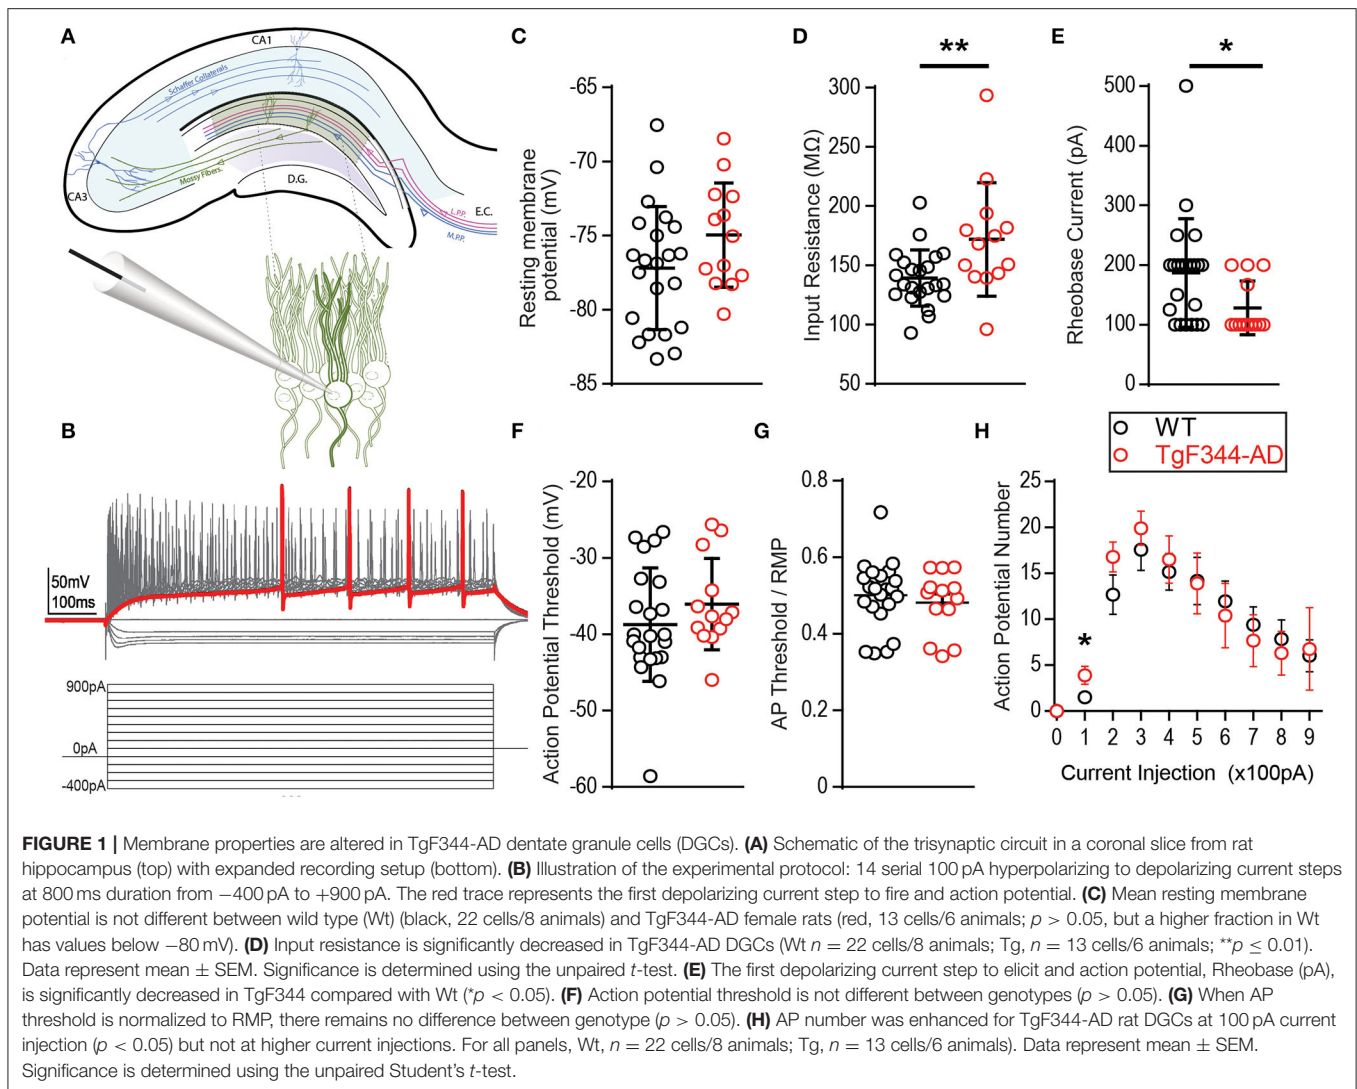 A
CA1
Schaffer Collaterals
Mossy Fibers.
CA3
D.G.
L.P.P.
E.C.
M.P.P.
B
50mV
100ms
900pA
0pA
-400pA
C
Resting membrane
potential (mV)
-65
-70
-75
-80
-85
D
**
Input Resistance (MΩ)
300
250
200
150
100
50
E
*
Rheobase Current (pA)
500
400
300
200
100
0
F
Action Potential Threshold (mV)
-20
-30
-40
-50
-60
G
AP Threshold / RMP
0.8
0.6
0.4
0.2
0
H
WT
TgF344-AD
Action Potential Number
25
20
15
10
5
0
*
0 1 2 3 4 5 6 7 8 9
Current Injection (x100pA)
FIGURE 1 | Membrane properties are altered in TgF344-AD dentate granule cells (DGCs). (A) Schematic of the trisynaptic circuit in a coronal slice from rat
hippocampus (top) with expanded recording setup (bottom). (B) Illustration of the experimental protocol: 14 serial 100 pA hyperpolarizing to depolarizing current steps
at 800 ms duration from −400 pA to +900 pA. The red trace represents the first depolarizing current step to fire and action potential. (C) Mean resting membrane
potential is not different between wild type (Wt) (black, 22 cells/8 animals) and TgF344-AD female rats (red, 13 cells/6 animals; p > 0.05, but a higher fraction in Wt
has values below −80 mV). (D) Input resistance is significantly decreased in TgF344-AD DGCs (Wt n = 22 cells/8 animals; Tg, n = 13 cells/6 animals; **p ≤ 0.01).
Data represent mean ± SEM. Significance is determined using the unpaired t-test. (E) The first depolarizing current step to elicit and action potential, Rheobase (pA),
is significantly decreased in TgF344 compared with Wt (*p < 0.05). (F) Action potential threshold is not different between genotypes (p > 0.05). (G) When AP
threshold is normalized to RMP, there remains no difference between genotype (p > 0.05). (H) AP number was enhanced for TgF344-AD rat DGCs at 100 pA current
injection (p < 0.05) but not at higher current injections. For all panels, Wt, n = 22 cells/8 animals; Tg, n = 13 cells/6 animals). Data represent mean ± SEM.
Significance is determined using the unpaired Student's t-test.